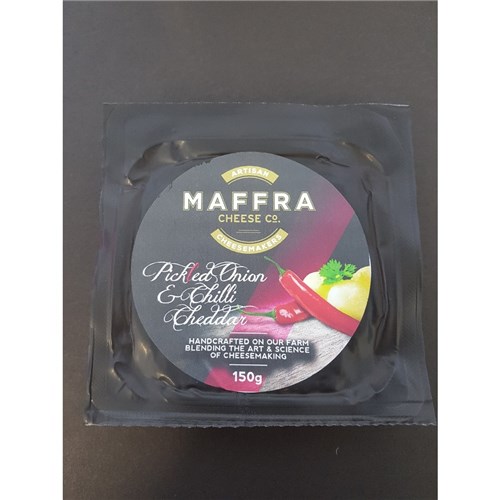 ARTISAN
MAFFRA
CHEESE Co.
CHEESEMAKERS
Pickled Onion
& Chilli
Cheddar
HANDCRAFTED ON OUR FARM
BLENDING THE ART & SCIENCE
OF CHEESEMAKING
150g